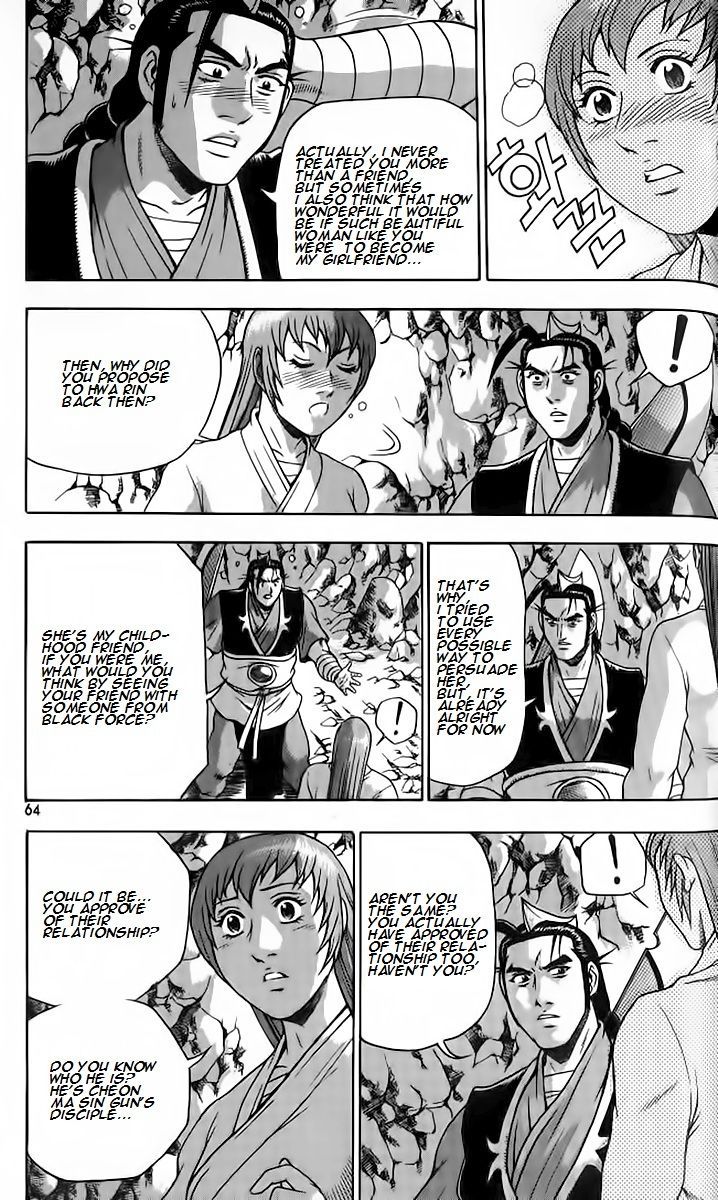 ACTUALLY, I NEVER
TREATED YOU MORE
THAN A FRIEND,
BUT SOMETIMES
I ALSO THINK THAT HOW
WONDERFUL IT WOULD
BE IF SUCH BEAUTIFUL
WOMAN LIKE YOU
WERE TO BECOME
MY GIRLFRIEND...
화끈
THEN, WHY DID
YOU PROPOSE
TO HWA RIN
BACK THEN?
!
SHE'S MY CHILD-
HOOD FRIEND,
IF YOU WERE ME,
WHAT WOULD YOU
THINK BY SEEING
YOUR FRIEND WITH
SOMEONE FROM
BLACK FORCE?
!
THAT'S
WHY,
I TRIED
TO USE
EVERY
POSSIBLE
WAY TO
PERSUADE
HER,
BUT, IT'S
ALREADY
ALRIGHT
FOR NOW
64
COULD IT BE...
YOU APPROVE
OF THEIR
RELATIONSHIP?
DO YOU KNOW
WHO HE IS?
HE'S CHEON
MA SIN GUN'S
DISCIPLE...
!
AREN'T YOU
THE SAME?
YOU ACTUALLY
HAVE APPROVED
OF THEIR RELA-
TIONSHIP TOO,
HAVEN'T YOU?